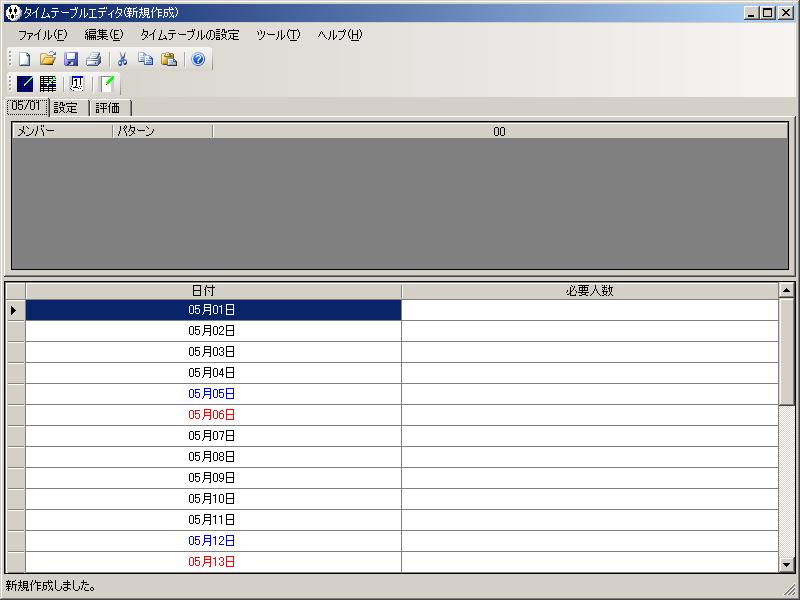 タイムテーブルエディタ(新規作成)
ファイル(F) 編集(E) タイムテーブルの設定 ツール(T) ヘルプ(H)
05/01 設定 評価
メンバー パターン 00
日付 必要人数
05月01日
05月02日
05月03日
05月04日
05月05日
05月06日
05月07日
05月08日
05月09日
05月10日
05月11日
05月12日
05月13日
新規作成しました。